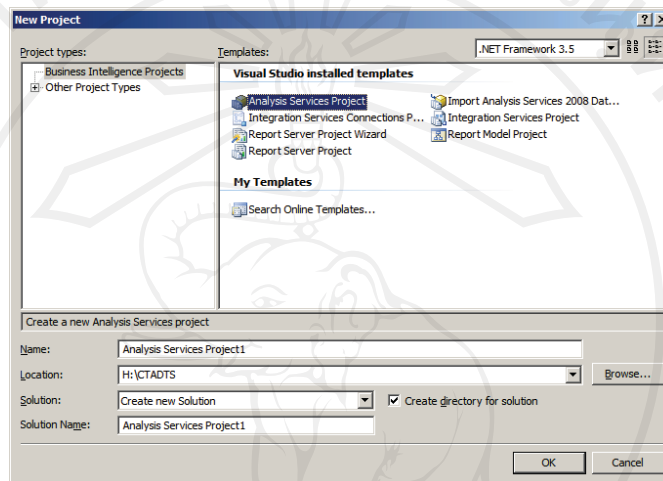 New Project
Project types:
Templates:
.NET Framework 3.5
Business Intelligence Projects
Other Project Types
Visual Studio installed templates
Analysis Services Project
Import Analysis Services 2008 Dat...
Integration Services Connections P...
Integration Services Project
Report Server Project Wizard
Report Model Project
Report Server Project
My Templates
Search Online Templates...
Create a new Analysis Services project
Name:
Analysis Services Project1
Location:
H:\CTADTS
Browse...
Solution:
Create new Solution
Create directory for solution
Solution Name:
Analysis Services Project1
OK
Cancel